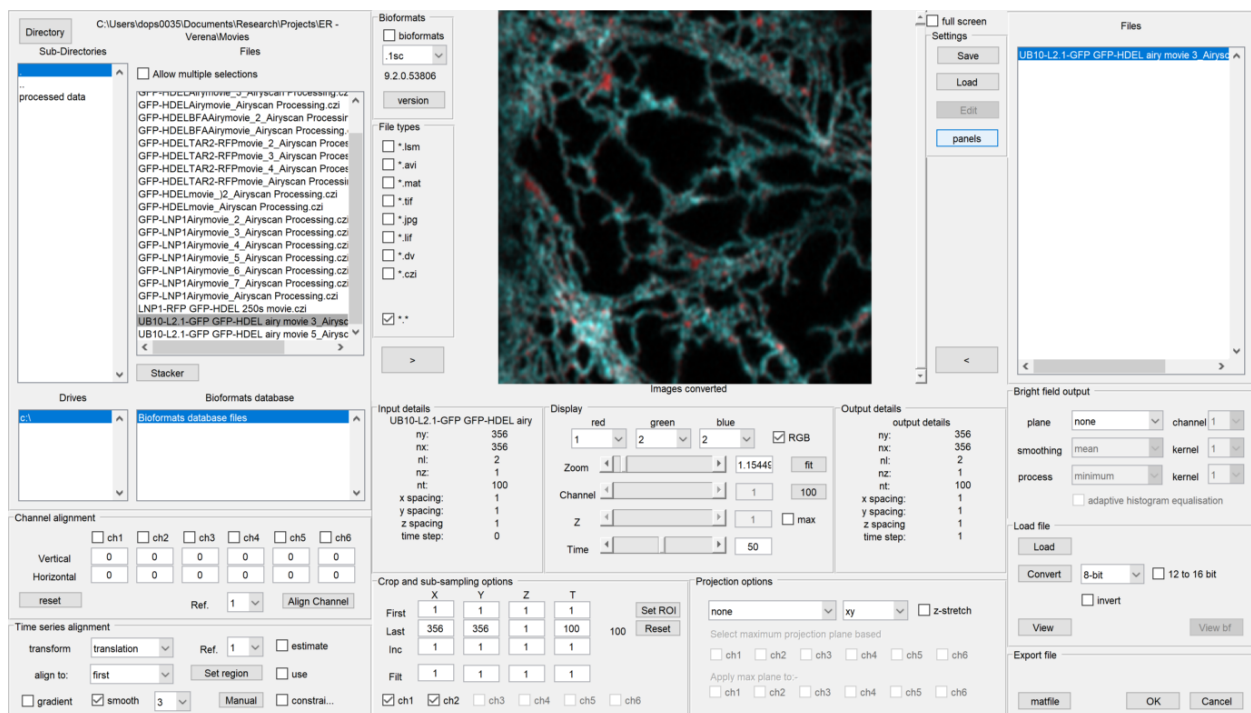 Directory
C:\Users\dops0035\Documents\Research\Projects\ER -
Verena\Movies
Sub-Directories
Files
.
..
processed data
Allow multiple selections
GFP-HDELAirymovie_3_Airyscan Processing.cz
GFP-HDELBFAAirymovie_2_Airyscan Processir
GFP-HDELBFAAirymovie_Airyscan Processing.
GFP-HDELTAR2-RFPmovie_2_Airyscan Proces
GFP-HDELTAR2-RFPmovie_3_Airyscan Proces
GFP-HDELTAR2-RFPmovie_4_Airyscan Proces
GFP-HDELTAR2-RFPmovie_Airyscan Processi
GFP-HDELmovie_)2_Airyscan Processing.czi
GFP-HDELmovie_Airyscan Processing.czi
GFP-LNP1Airymovie_2_Airyscan Processing.czi
GFP-LNP1Airymovie_3_Airyscan Processing.czi
GFP-LNP1Airymovie_4_Airyscan Processing.czi
GFP-LNP1Airymovie_5_Airyscan Processing.czi
GFP-LNP1Airymovie_6_Airyscan Processing.czi
GFP-LNP1Airymovie_7_Airyscan Processing.czi
GFP-LNP1Airymovie_Airyscan Processing.czi
LNP1-RFP GFP-HDEL 250s movie.czi
UB10-L2.1-GFP GFP-HDEL airy movie 3_Airysc
UB10-L2.1-GFP GFP-HDEL airy movie 5_Airysc
Stacker
Drives
Bioformats database
c:\
Bioformats database files
Channel alignment
ch1 ch2 ch3 ch4 ch5 ch6
Vertical 0 0 0 0 0 0
Horizontal 0 0 0 0 0 0
reset Ref. 1 Align Channel
Time series alignment
transform translation Ref. 1 estimate
align to: first Set region use
gradient smooth 3 Manual constrai...
Bioformats
bioformats
.1sc
9.2.0.53806
version
File types
*.lsm
*.avi
*.mat
*.tif
*.jpg
*.lif
*.dv
*.czi
*.*
>
Images converted
Input details
UB10-L2.1-GFP GFP-HDEL airy
ny: 356
nx: 356
nl: 2
nz: 1
nt: 100
x spacing: 1
y spacing: 1
z spacing 1
time step: 0
Display
red green blue
1 2 2 RGB
Zoom 1.15449 fit
Channel 1 100
Z 1 max
Time 50
Output details
output details
ny: 356
nx: 356
nl: 2
nz: 1
nt: 100
x spacing: 1
y spacing: 1
z spacing 1
time step: 1
Crop and sub-sampling options
X Y Z T
First 1 1 1 1 Set ROI
Last 356 356 1 100 100 Reset
Inc 1 1 1 1
Filt 1 1 1 1
ch1 ch2 ch3 ch4 ch5 ch6
Projection options
none xy z-stretch
Select maximum projection plane based
ch1 ch2 ch3 ch4 ch5 ch6
Apply max plane to:-
ch1 ch2 ch3 ch4 ch5 ch6
full screen
Settings
Save
Load
Edit
panels
<
Files
UB10-L2.1-GFP GFP-HDEL airy movie 3_Airysc
Bright field output
plane none channel 1
smoothing mean kernel 1
process minimum kernel 1
adaptive histogram equalisation
Load file
Load
Convert 8-bit 12 to 16 bit
invert
View View bf
Export file
matfile OK Cancel